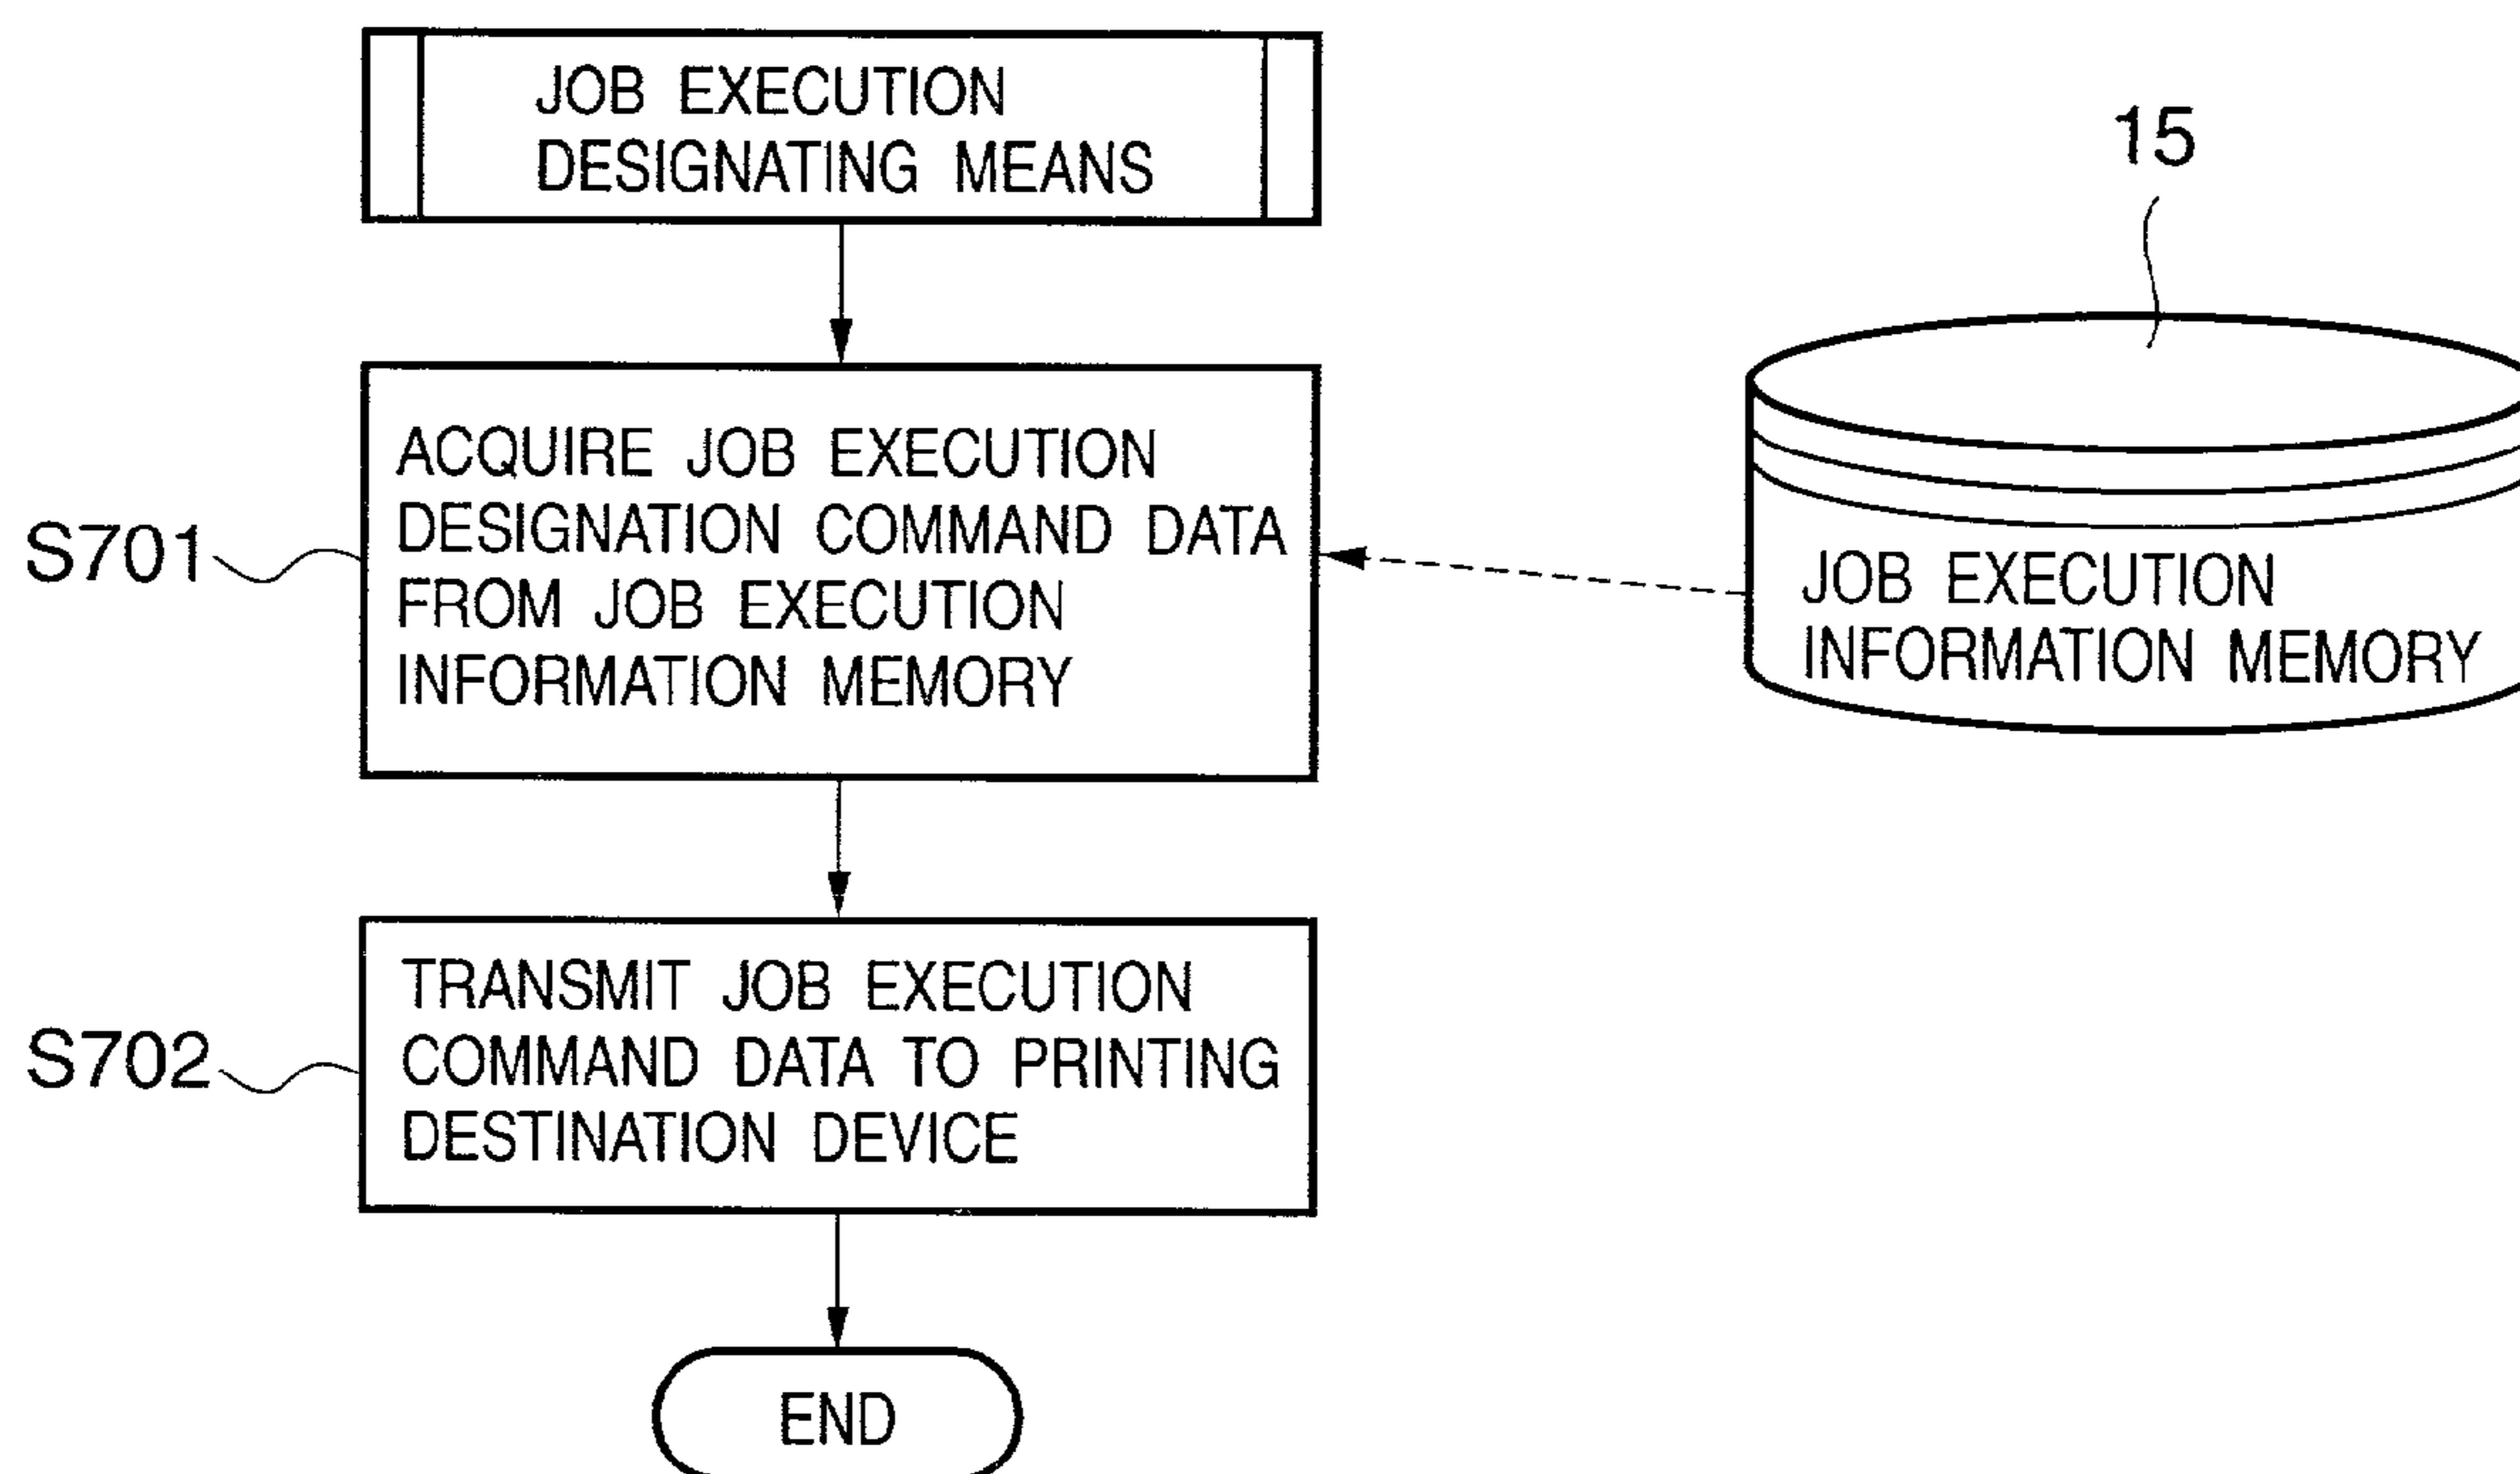 JOB EXECUTION
DESIGNATING MEANS
15
S701
ACQUIRE JOB EXECUTION
DESIGNATION COMMAND DATA
FROM JOB EXECUTION
INFORMATION MEMORY
JOB EXECUTION
INFORMATION MEMORY
S702
TRANSMIT JOB EXECUTION
COMMAND DATA TO PRINTING
DESTINATION DEVICE
END